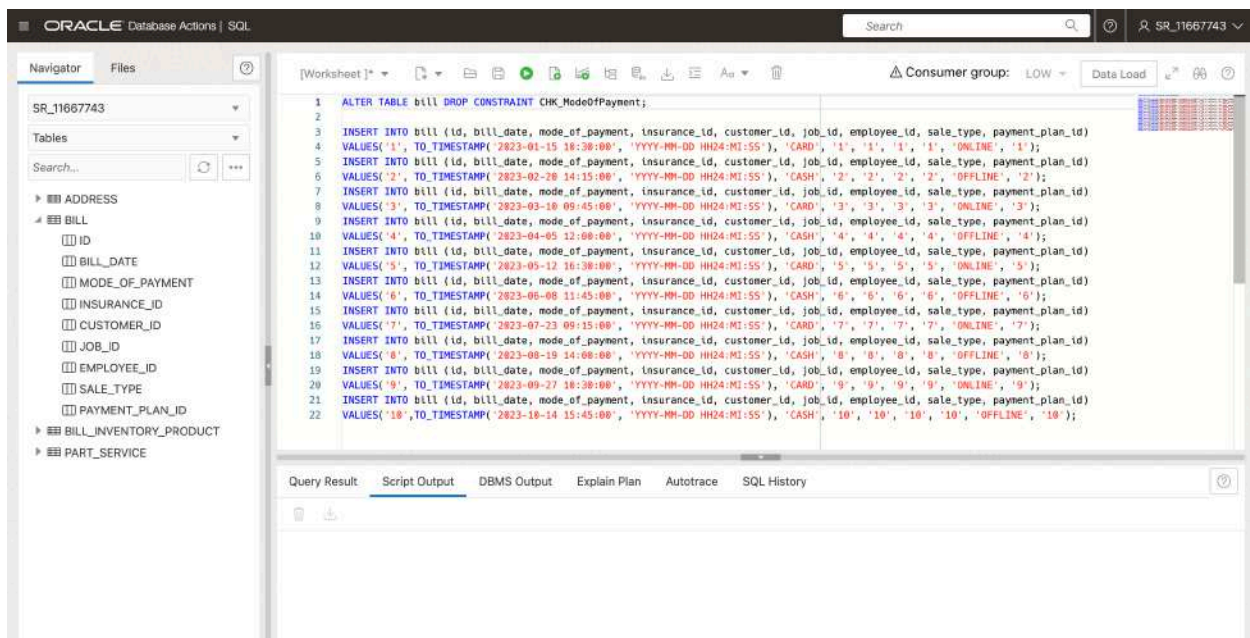 ORACLE Database Actions | SQL
Search
SR_11667743
Navigator
Files
SR_11667743
Tables
Search...
ADDRESS
BILL
ID
BILL_DATE
MODE_OF_PAYMENT
INSURANCE_ID
CUSTOMER_ID
JOB_ID
EMPLOYEE_ID
SALE_TYPE
PAYMENT_PLAN_ID
BILL_INVENTORY_PRODUCT
PART_SERVICE
[Worksheet]* Aa Consumer group: LOW Data Load
1 ALTER TABLE bill DROP CONSTRAINT CHK_ModeOfPayment;
2
3 INSERT INTO bill (id, bill_date, mode_of_payment, insurance_id, customer_id, job_id, employee_id, sale_type, payment_plan_id)
4 VALUES('1', TO_TIMESTAMP('2023-01-15 10:30:00', 'YYYY-MM-DD HH24:MI:SS'), 'CARD', '1', '1', '1', '1', 'ONLINE', '1');
5 INSERT INTO bill (id, bill_date, mode_of_payment, insurance_id, customer_id, job_id, employee_id, sale_type, payment_plan_id)
6 VALUES('2', TO_TIMESTAMP('2023-02-20 14:15:00', 'YYYY-MM-DD HH24:MI:SS'), 'CASH', '2', '2', '2', '2', 'OFFLINE', '2');
7 INSERT INTO bill (id, bill_date, mode_of_payment, insurance_id, customer_id, job_id, employee_id, sale_type, payment_plan_id)
8 VALUES('3', TO_TIMESTAMP('2023-03-10 09:45:00', 'YYYY-MM-DD HH24:MI:SS'), 'CARD', '3', '3', '3', '3', 'ONLINE', '3');
9 INSERT INTO bill (id, bill_date, mode_of_payment, insurance_id, customer_id, job_id, employee_id, sale_type, payment_plan_id)
10 VALUES('4', TO_TIMESTAMP('2023-04-05 12:00:00', 'YYYY-MM-DD HH24:MI:SS'), 'CASH', '4', '4', '4', '4', 'OFFLINE', '4');
11 INSERT INTO bill (id, bill_date, mode_of_payment, insurance_id, customer_id, job_id, employee_id, sale_type, payment_plan_id)
12 VALUES('5', TO_TIMESTAMP('2023-05-12 16:30:00', 'YYYY-MM-DD HH24:MI:SS'), 'CARD', '5', '5', '5', '5', 'ONLINE', '5');
13 INSERT INTO bill (id, bill_date, mode_of_payment, insurance_id, customer_id, job_id, employee_id, sale_type, payment_plan_id)
14 VALUES('6', TO_TIMESTAMP('2023-06-08 11:45:00', 'YYYY-MM-DD HH24:MI:SS'), 'CASH', '6', '6', '6', '6', 'OFFLINE', '6');
15 INSERT INTO bill (id, bill_date, mode_of_payment, insurance_id, customer_id, job_id, employee_id, sale_type, payment_plan_id)
16 VALUES('7', TO_TIMESTAMP('2023-07-23 09:15:00', 'YYYY-MM-DD HH24:MI:SS'), 'CARD', '7', '7', '7', '7', 'ONLINE', '7');
17 INSERT INTO bill (id, bill_date, mode_of_payment, insurance_id, customer_id, job_id, employee_id, sale_type, payment_plan_id)
18 VALUES('8', TO_TIMESTAMP('2023-08-19 14:00:00', 'YYYY-MM-DD HH24:MI:SS'), 'CASH', '8', '8', '8', '8', 'OFFLINE', '8');
19 INSERT INTO bill (id, bill_date, mode_of_payment, insurance_id, customer_id, job_id, employee_id, sale_type, payment_plan_id)
20 VALUES('9', TO_TIMESTAMP('2023-09-27 10:30:00', 'YYYY-MM-DD HH24:MI:SS'), 'CARD', '9', '9', '9', '9', 'ONLINE', '9');
21 INSERT INTO bill (id, bill_date, mode_of_payment, insurance_id, customer_id, job_id, employee_id, sale_type, payment_plan_id)
22 VALUES('10',TO_TIMESTAMP('2023-10-14 15:45:00', 'YYYY-MM-DD HH24:MI:SS'), 'CASH', '10', '10', '10', '10', 'OFFLINE', '10');
Query Result Script Output DBMS Output Explain Plan Autotrace SQL History